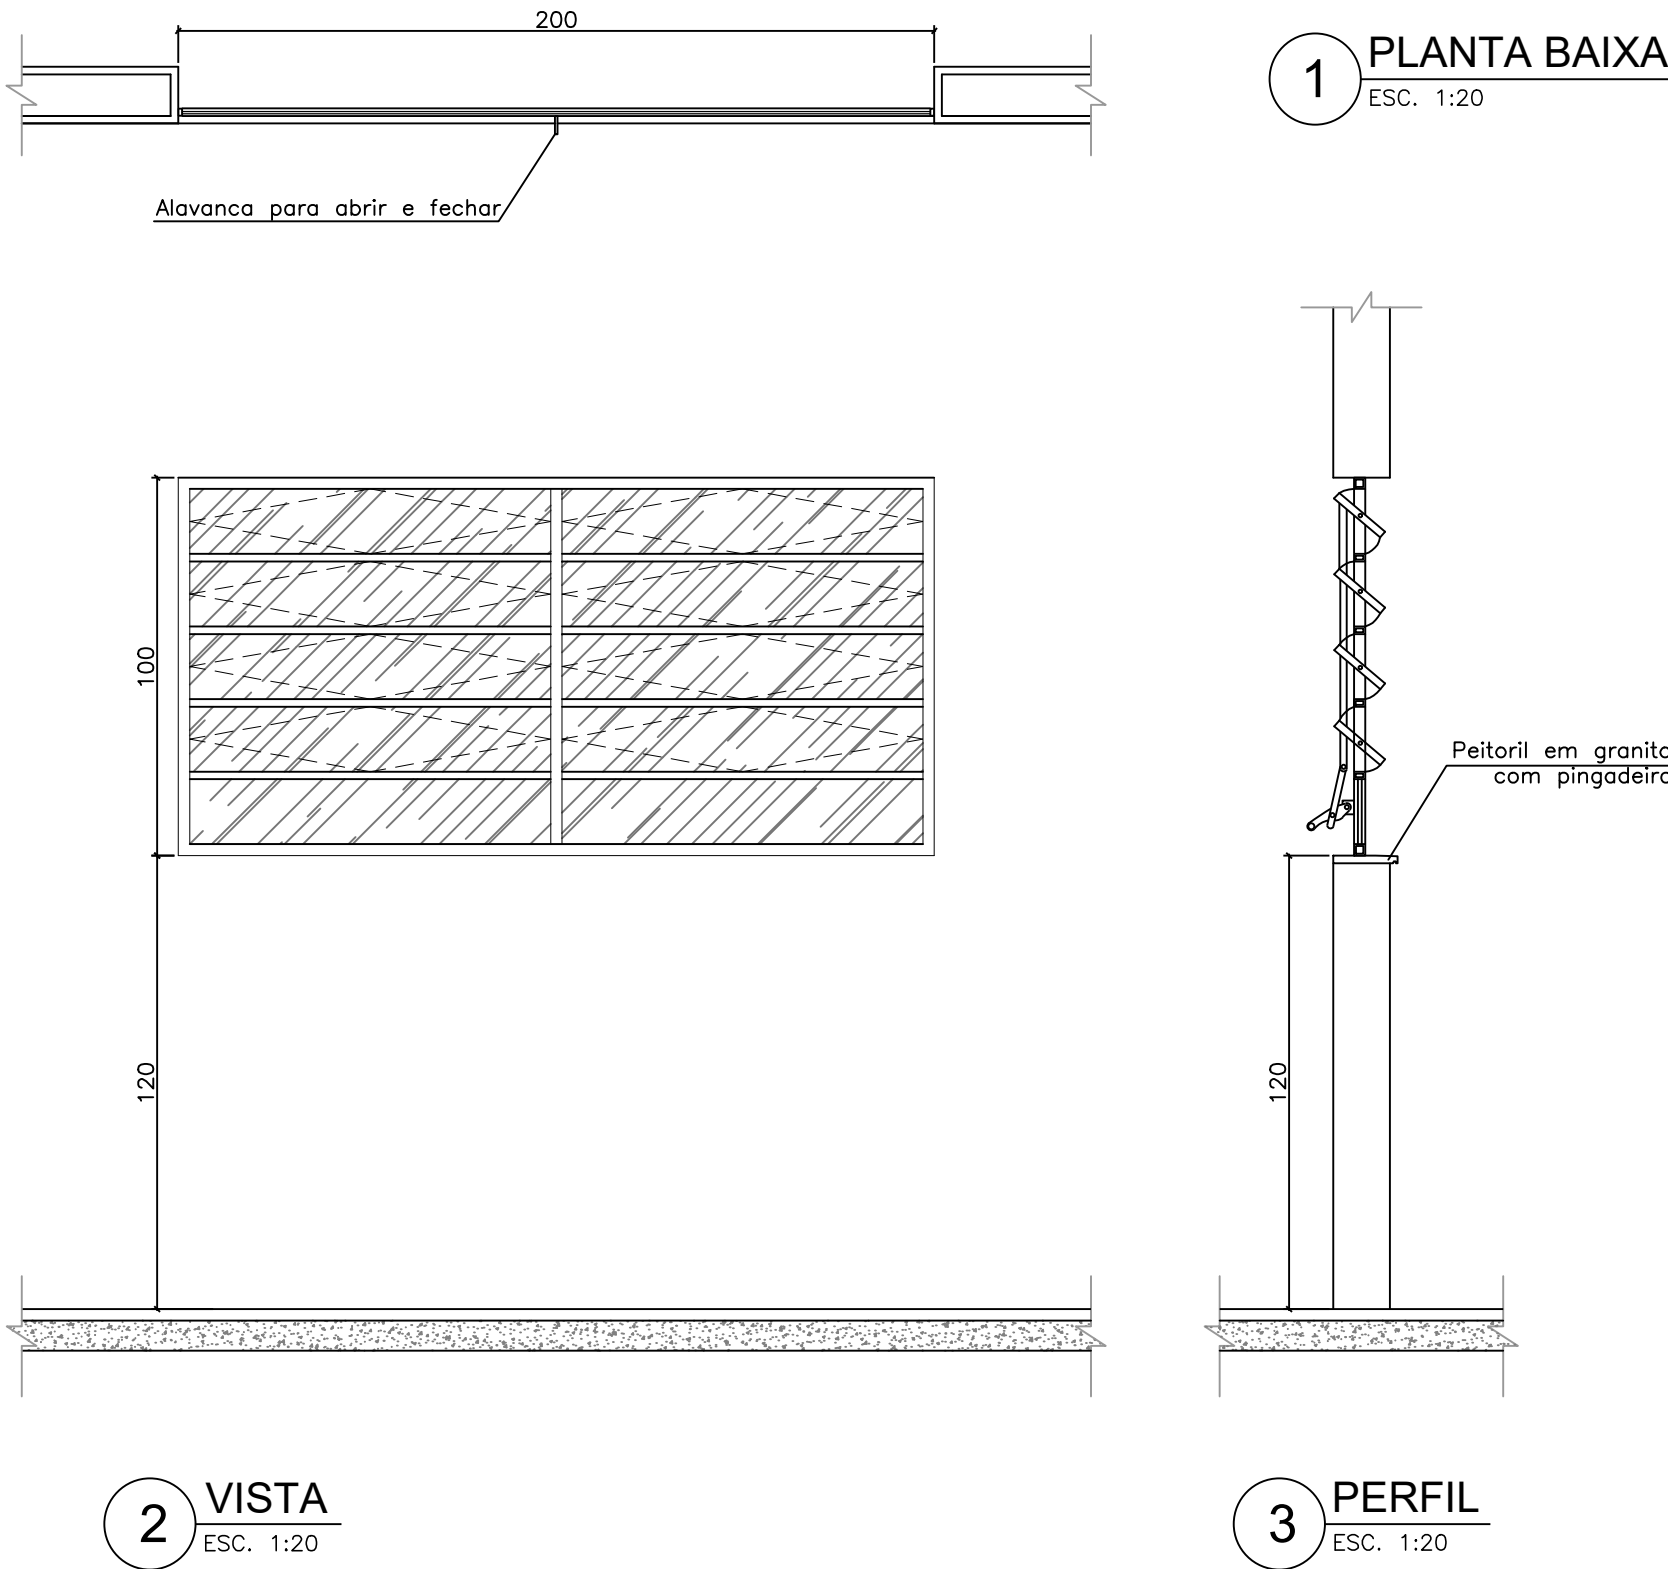 200
1
PLANTA BAIXA
ESC. 1:20
Alavanca para abrir e fechar
100
Peitoril em granito
com pingadeira
120
120
2
VISTA
ESC. 1:20
3
PERFIL
ESC. 1:20